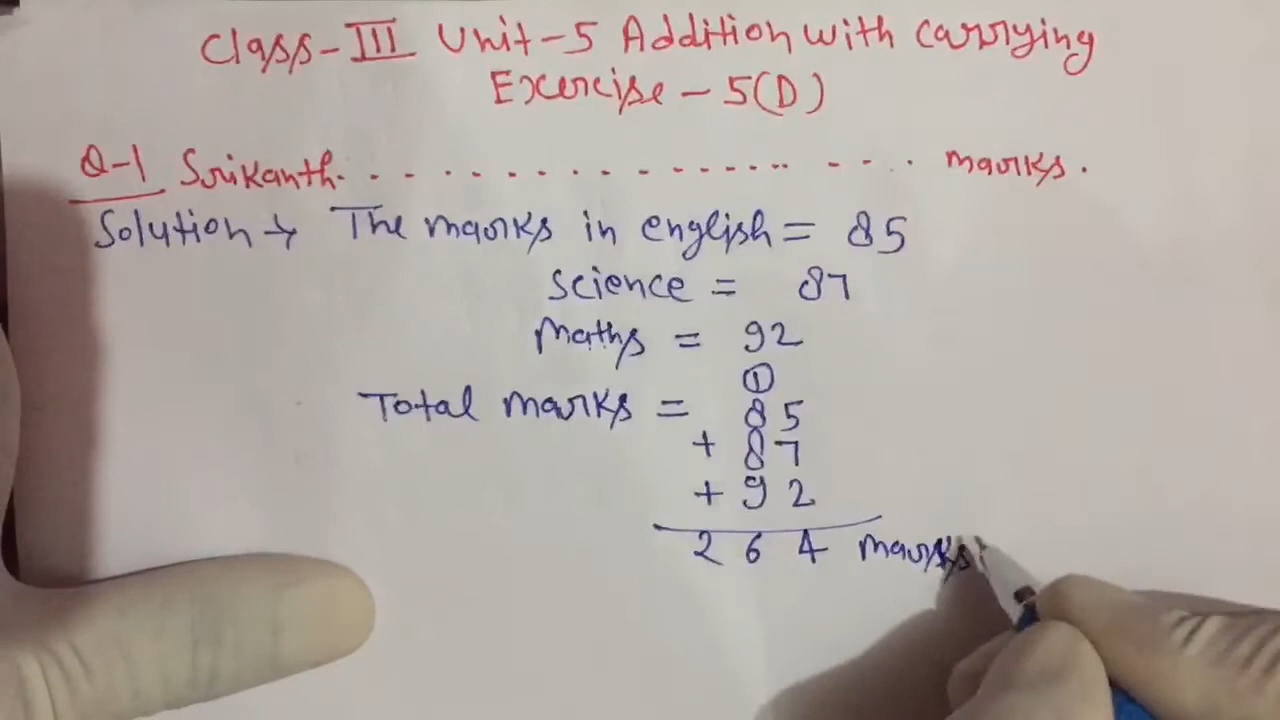 Class-III Unit-5 Addition with carrying
Exercise - 5(D)
Q-1 Srikanth. . . . . . . . . . . . . . . . . . . . marks.
Solution → The marks in english = 85
science = 87
Maths = 92
①
Total marks = 85
+ 87
+ 92
264 marks